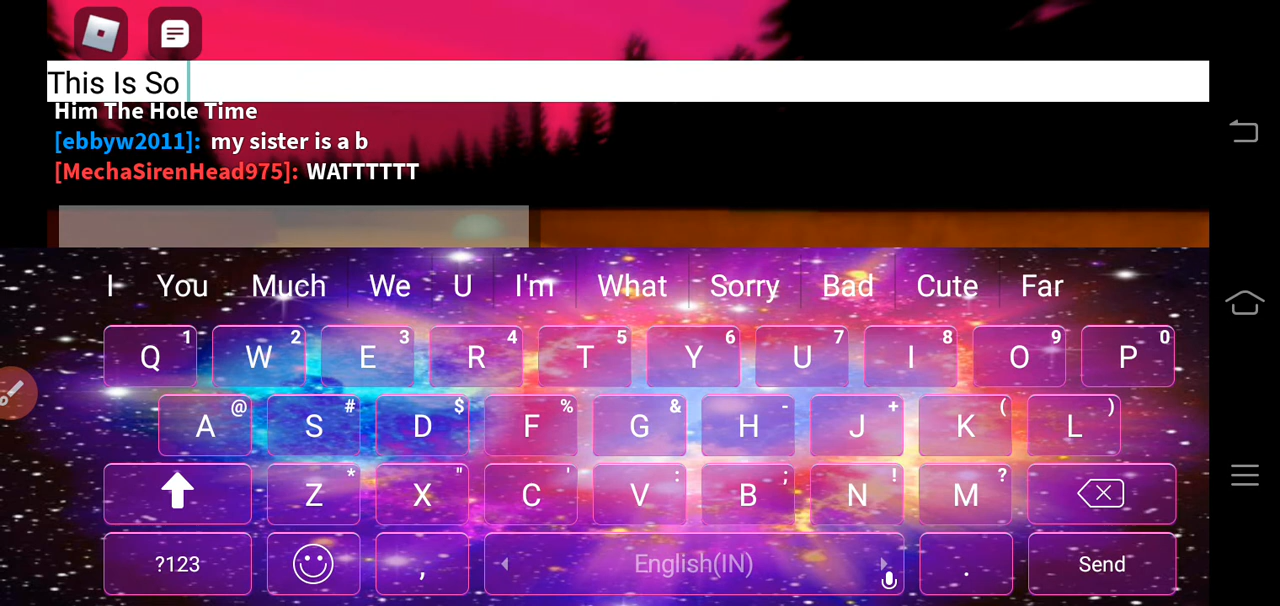 This Is So
Him The Hole Time
[ebbyw2011]: my sister is a b
[MechaSirenHead975]: WATTTTTT
I You Much We U I'm What Sorry Bad Cute Far
Q 1 W 2 E 3 R 4 T 5 Y 6 U 7 I 8 O 9 P 0
A @ S # D $ F % G & H - J + K ( L )
Z * X " C ' V : B ; N ! M ?
?123 , English(IN) . Send